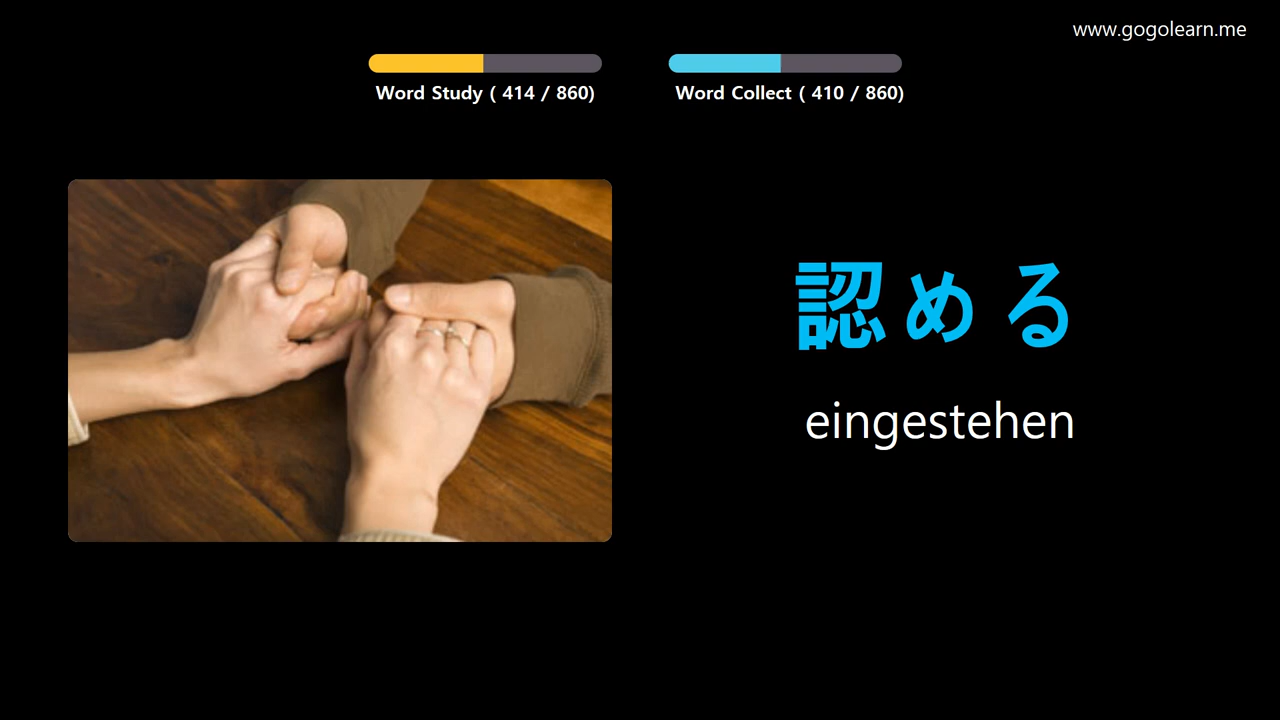 www.gogolearn.me
Word Study ( 414 / 860)
Word Collect ( 410 / 860)
認める
eingestehen